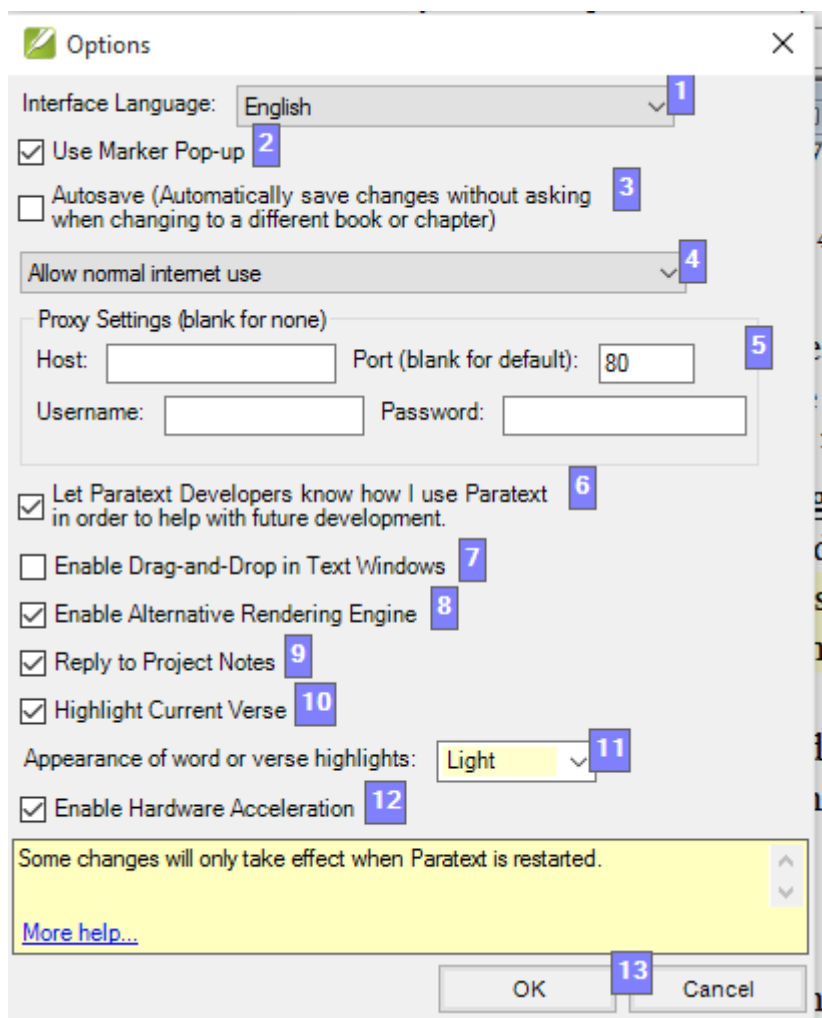 Options
Interface Language: English 1
Use Marker Pop-up 2
Autosave (Automatically save changes without asking 3
when changing to a different book or chapter)
Allow normal internet use 4
Proxy Settings (blank for none) 5
Host: Port (blank for default): 80
Username: Password:
Let Paratext Developers know how I use Paratext 6
in order to help with future development.
Enable Drag-and-Drop in Text Windows 7
Enable Alternative Rendering Engine 8
Reply to Project Notes 9
Highlight Current Verse 10
Appearance of word or verse highlights: Light 11
Enable Hardware Acceleration 12
Some changes will only take effect when Paratext is restarted.
More help...
OK 13 Cancel